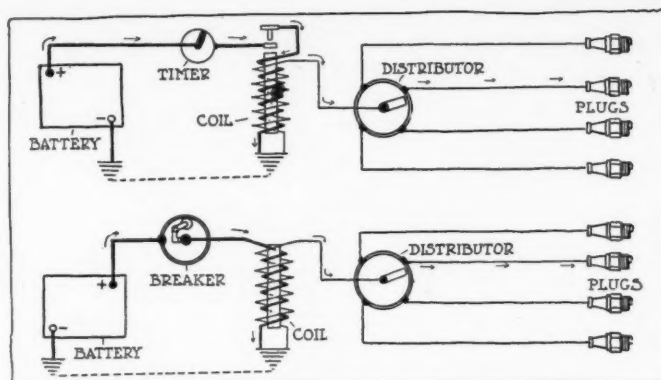 +
TIMER
DISTRIBUTOR
PLUGS
COIL
-
BATTERY
BREAKER
DISTRIBUTOR
+
PLUGS
-
COIL
BATTERY